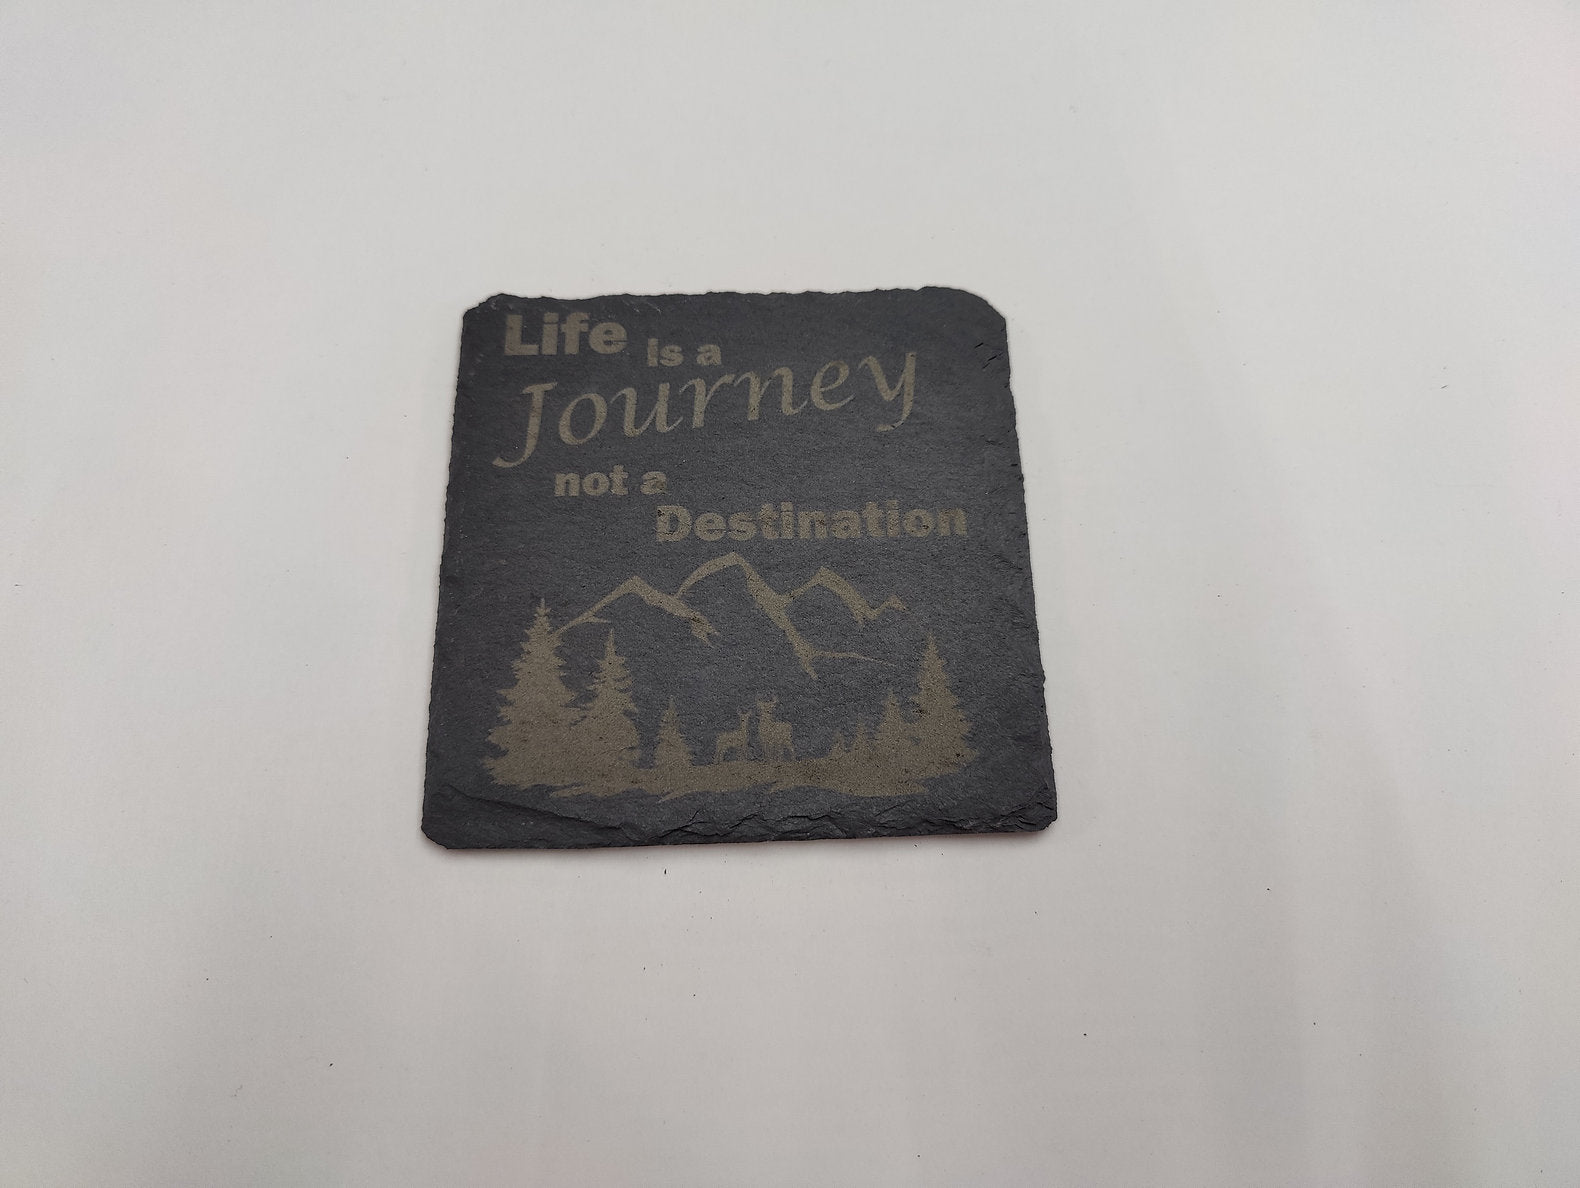 Life is a
Journey
not a
Destination